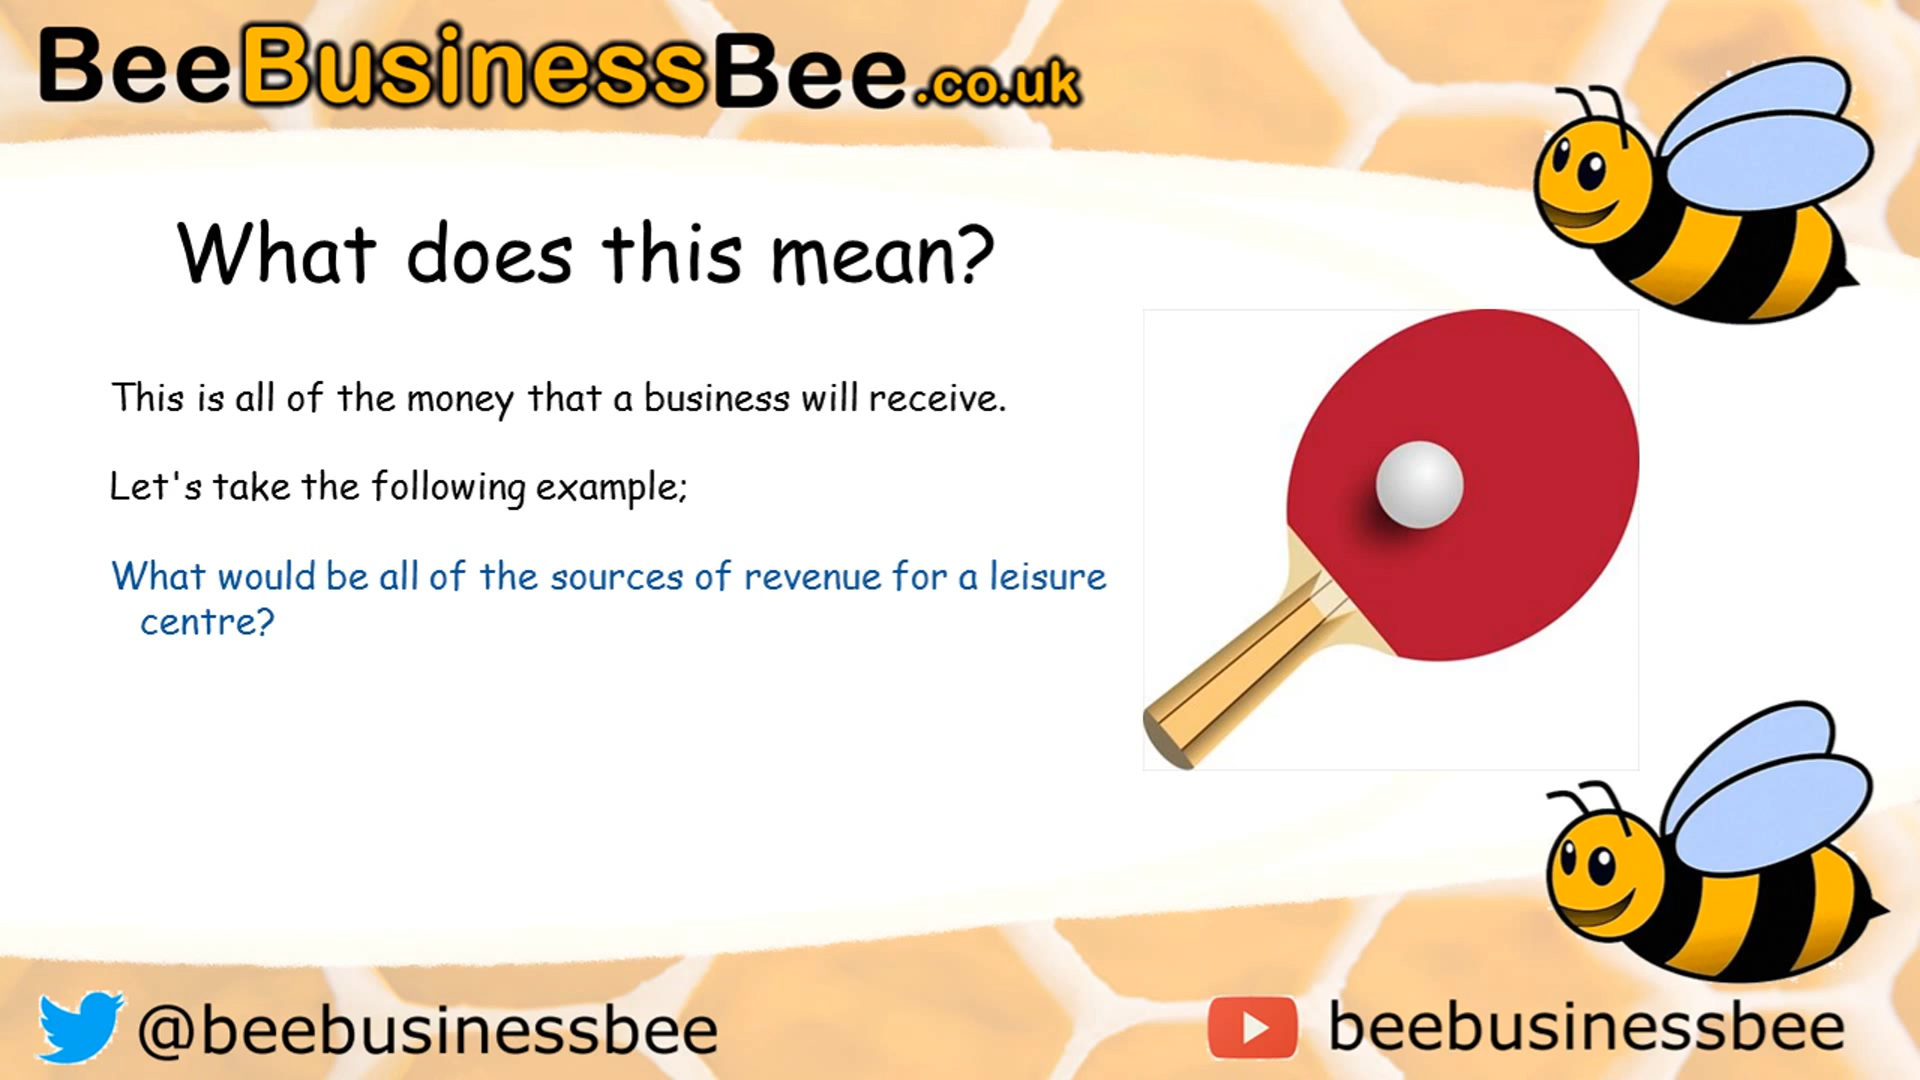 BeeBusinessBee.co.uk
What does this mean?
This is all of the money that a business will receive.
Let's take the following example;
What would be all of the sources of revenue for a leisure
centre?
@beebusinessbee
beebusinessbee